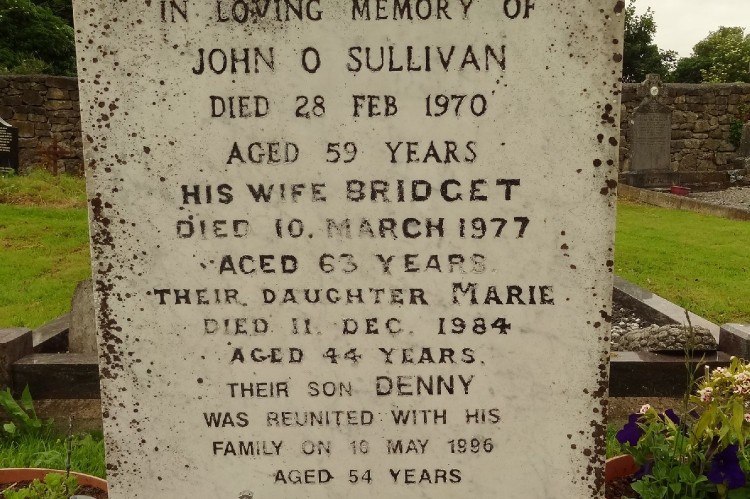 IN LOVING MEMORY OF
JOHN O SULLIVAN
DIED 28 FEB 1970
AGED 59 YEARS
HIS WIFE BRIDGET
DIED 10. MARCH 1977
AGED 63 YEARS.
THEIR DAUGHTER MARIE
DIED 11. DEC. 1984
AGED 44 YEARS.
THEIR SON DENNY
WAS REUNITED WITH HIS
FAMILY ON 16 MAY 1996
AGED 54 YEARS